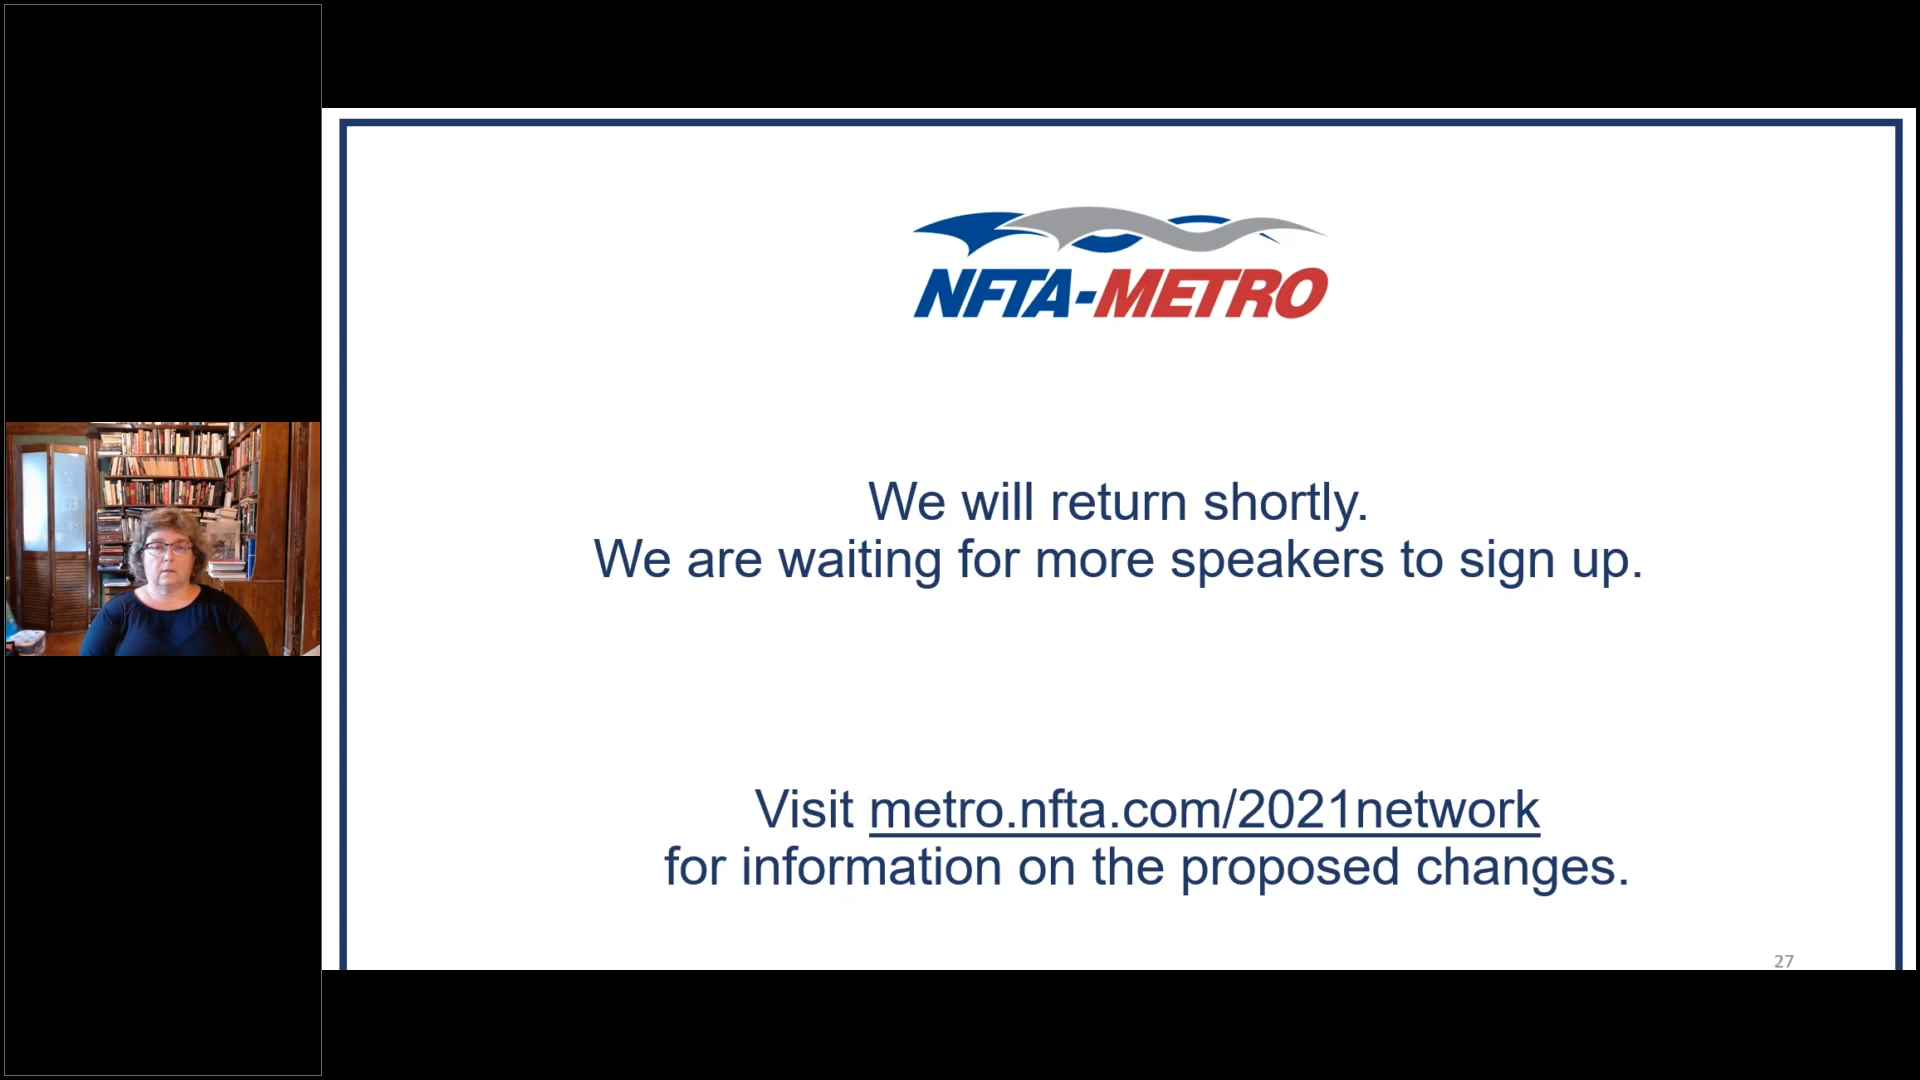 NFTA-METRO
We will return shortly.
We are waiting for more speakers to sign up.
Visit metro.nfta.com/2021network
for information on the proposed changes.
27